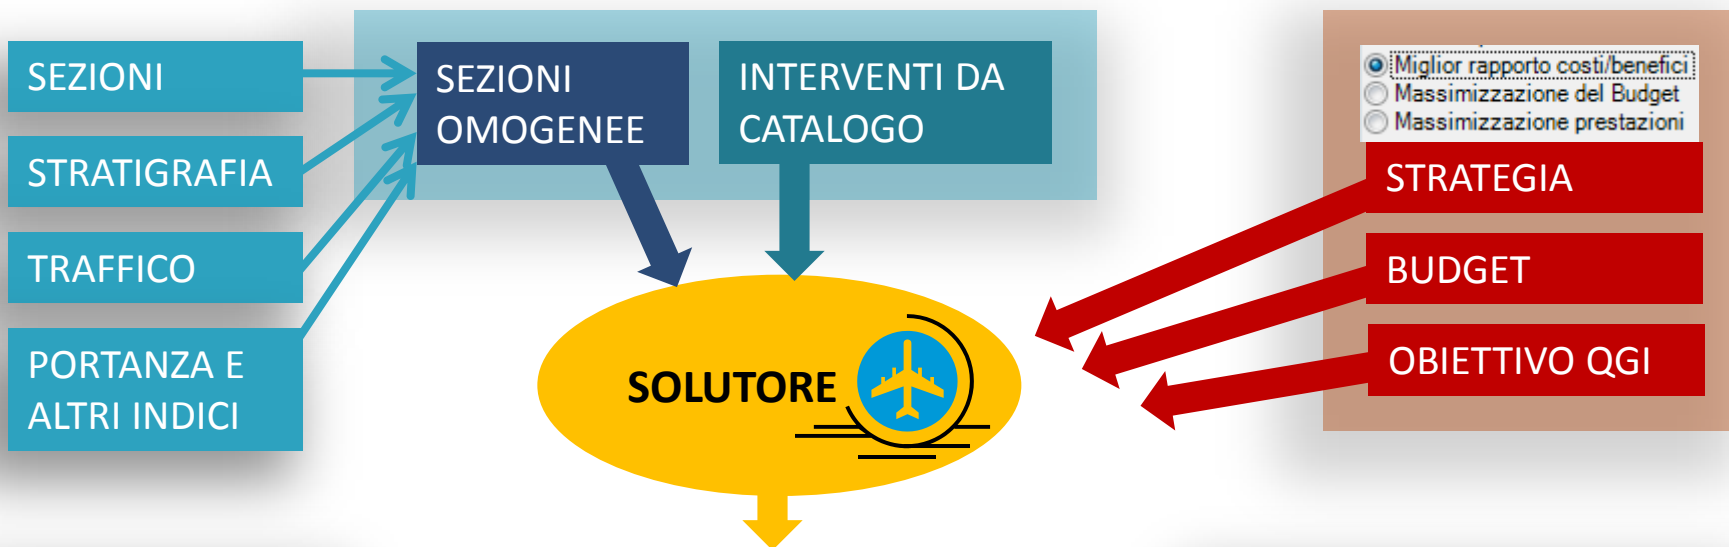 SEZIONI
STRATIGRAFIA
TRAFFICO
PORTANZA E
ALTRI INDICI
SEZIONI
OMOGENEE
INTERVENTI DA
CATALOGO
SOLUTORE
Miglior rapporto costi/benefici
Massimizzazione del Budget
Massimizzazione prestazioni
STRATEGIA
BUDGET
OBIETTIVO QGI